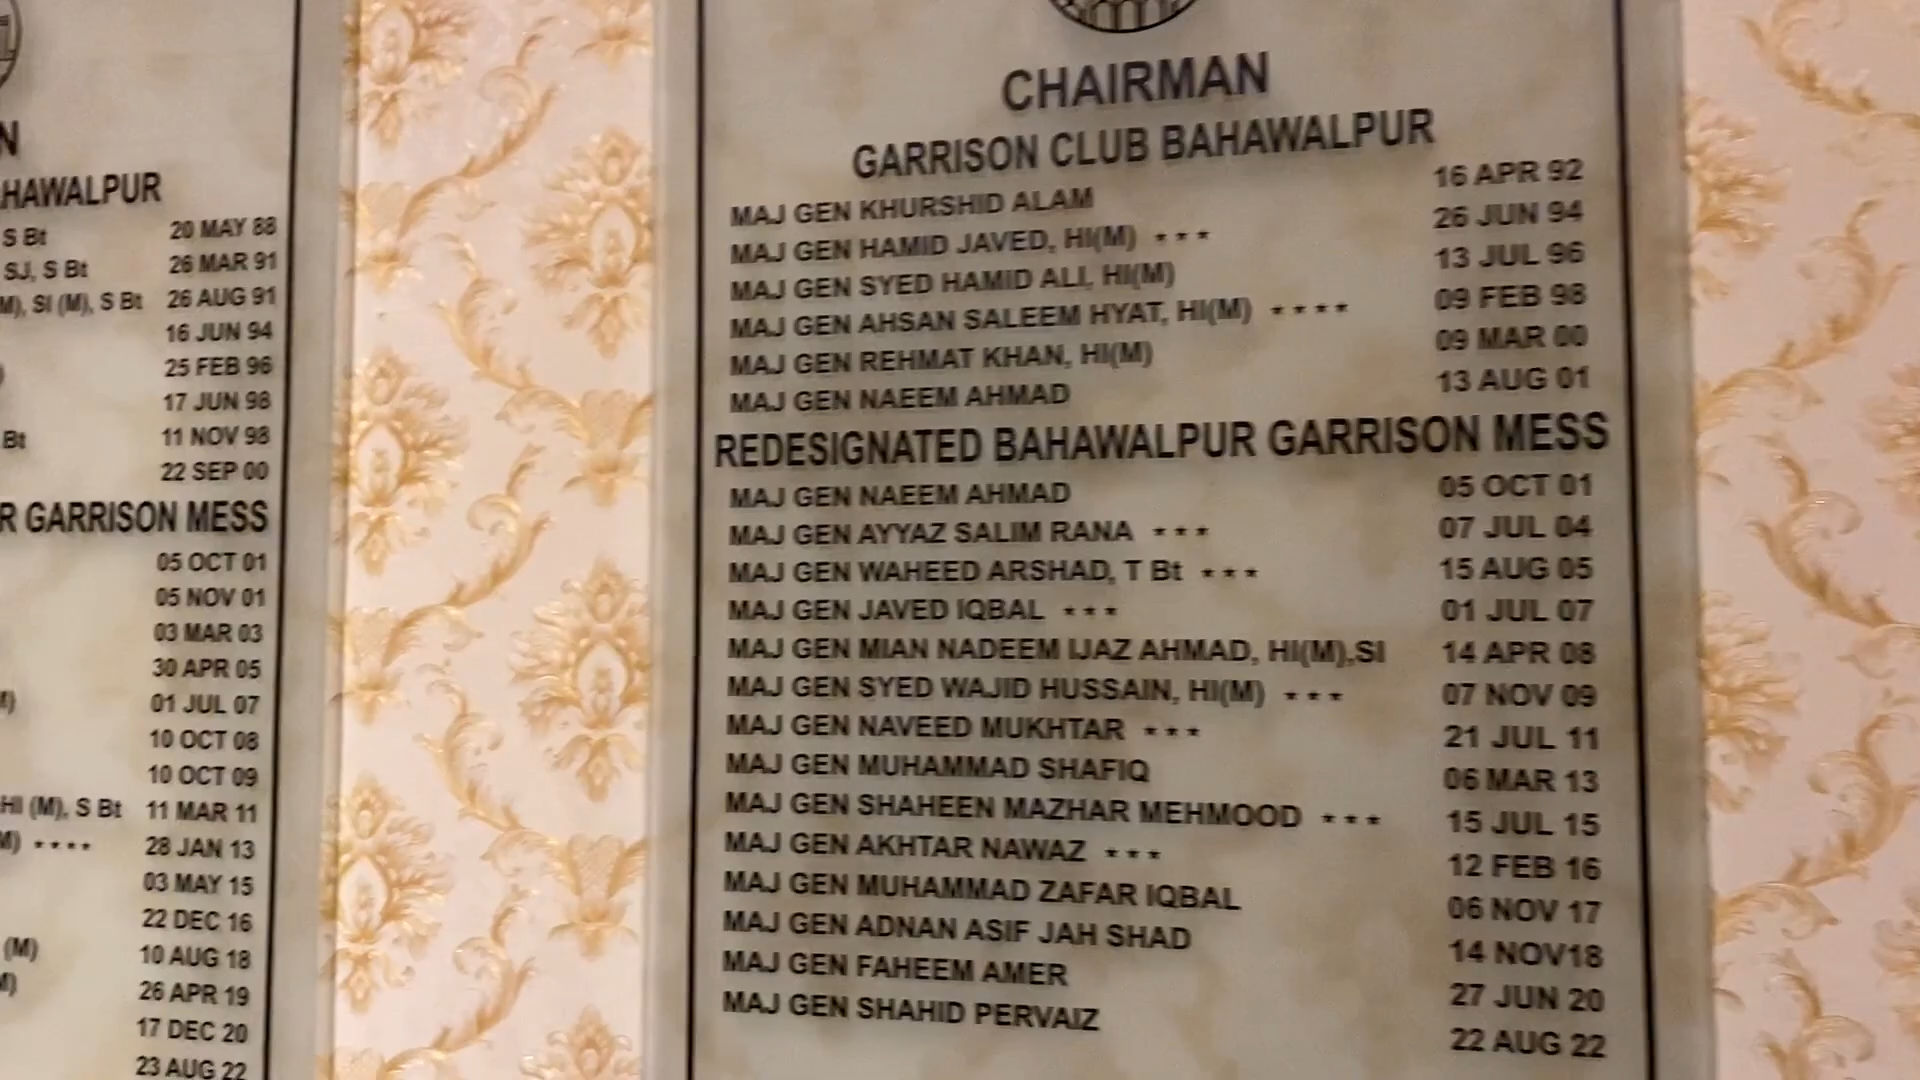 N
HAWALPUR
S Bt 20 MAY 88
SJ, S Bt 26 MAR 91
M), SI (M), S Bt 26 AUG 91
16 JUN 94
) 25 FEB 96
17 JUN 98
Bt 11 NOV 98
22 SEP 00
R GARRISON MESS
05 OCT 01
05 NOV 01
03 MAR 03
30 APR 05
M) 01 JUL 07
10 OCT 08
10 OCT 09
HI (M), S Bt 11 MAR 11
M) **** 28 JAN 13
03 MAY 15
22 DEC 16
(M) 10 AUG 18
M) 26 APR 19
17 DEC 20
23 AUG 22
CHAIRMAN
GARRISON CLUB BAHAWALPUR
MAJ GEN KHURSHID ALAM 16 APR 92
MAJ GEN HAMID JAVED, HI(M) *** 26 JUN 94
MAJ GEN SYED HAMID ALI, HI(M) 13 JUL 96
MAJ GEN AHSAN SALEEM HYAT, HI(M) **** 09 FEB 98
MAJ GEN REHMAT KHAN, HI(M) 09 MAR 00
MAJ GEN NAEEM AHMAD 13 AUG 01
REDESIGNATED BAHAWALPUR GARRISON MESS
MAJ GEN NAEEM AHMAD 05 OCT 01
MAJ GEN AYYAZ SALIM RANA *** 07 JUL 04
MAJ GEN WAHEED ARSHAD, T Bt *** 15 AUG 05
MAJ GEN JAVED IQBAL *** 01 JUL 07
MAJ GEN MIAN NADEEM IJAZ AHMAD, HI(M),SI 14 APR 08
MAJ GEN SYED WAJID HUSSAIN, HI(M) *** 07 NOV 09
MAJ GEN NAVEED MUKHTAR *** 21 JUL 11
MAJ GEN MUHAMMAD SHAFIQ 06 MAR 13
MAJ GEN SHAHEEN MAZHAR MEHMOOD *** 15 JUL 15
MAJ GEN AKHTAR NAWAZ *** 12 FEB 16
MAJ GEN MUHAMMAD ZAFAR IQBAL 06 NOV 17
MAJ GEN ADNAN ASIF JAH SHAD 14 NOV18
MAJ GEN FAHEEM AMER 27 JUN 20
MAJ GEN SHAHID PERVAIZ 22 AUG 22